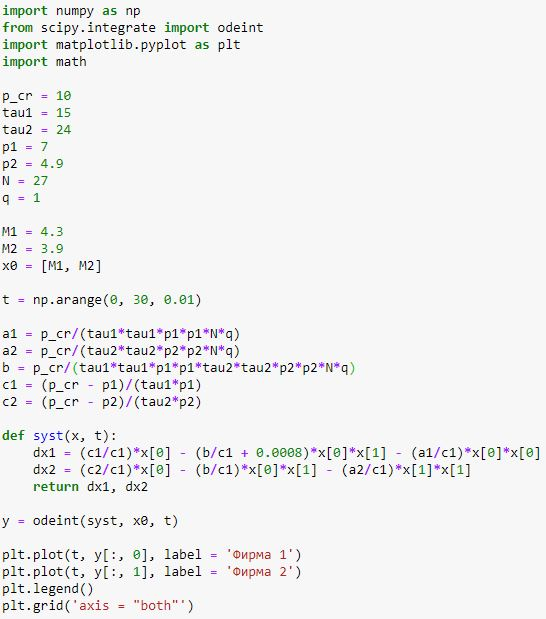 import numpy as np
from scipy.integrate import odeint
import matplotlib.pyplot as plt
import math
p_cr = 10
tau1 = 15
tau2 = 24
p1 = 7
p2 = 4.9
N = 27
q = 1
M1 = 4.3
M2 = 3.9
x0 = [M1, M2]
t = np.arange(0, 30, 0.01)
a1 = p_cr/(tau1*tau1*p1*p1*N*q)
a2 = p_cr/(tau2*tau2*p2*p2*N*q)
b = p_cr/(tau1*tau1*p1*p1*tau2*tau2*p2*p2*N*q)
c1 = (p_cr - p1)/(tau1*p1)
c2 = (p_cr - p2)/(tau2*p2)
def syst(x, t):
    dx1 = (c1/c1)*x[0] - (b/c1 + 0.0008)*x[0]*x[1] - (a1/c1)*x[0]*x[0]
    dx2 = (c2/c1)*x[0] - (b/c1)*x[0]*x[1] - (a2/c1)*x[1]*x[1]
    return dx1, dx2
y = odeint(syst, x0, t)
plt.plot(t, y[:, 0], label = 'Фирма 1')
plt.plot(t, y[:, 1], label = 'Фирма 2')
plt.legend()
plt.grid('axis = "both"')